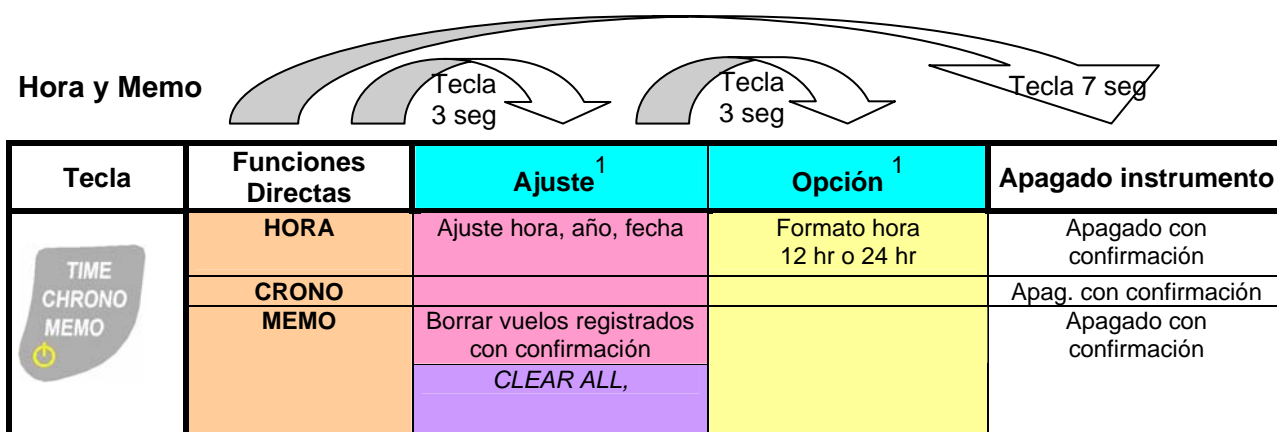 Hora y Memo
Tecla
3 seg
Tecla
3 seg
Tecla 7 seg
Tecla
Funciones
Directas
Ajuste1
Opción 1
Apagado instrumento
TIME
CHRONO
MEMO
HORA
Ajuste hora, año, fecha
Formato hora
12 hr o 24 hr
Apagado con
confirmación
CRONO
Apag. con confirmación
MEMO
Borrar vuelos registrados
con confirmación
Apagado con
confirmación
CLEAR ALL,